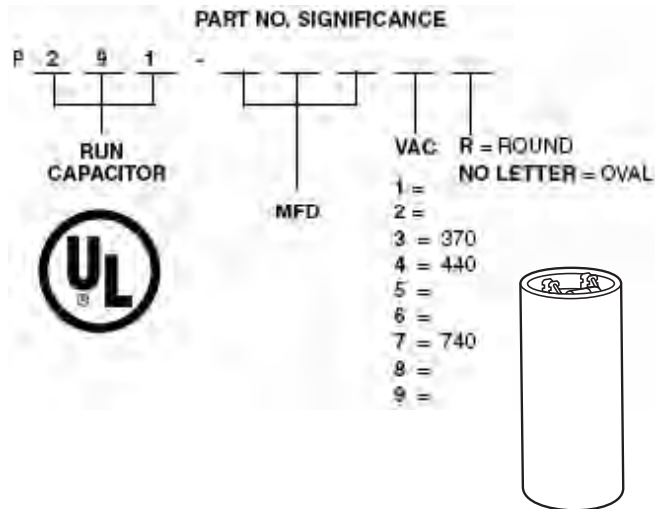 PART NO. SIGNIFICANCE
P 2 9 1 -
RUN
CAPACITOR
MFD
VAC
1 =
2 =
3 = 370
4 = 440
5 =
6 =
7 = 740
8 =
9 =
R = ROUND
NO LETTER = OVAL
UL
®